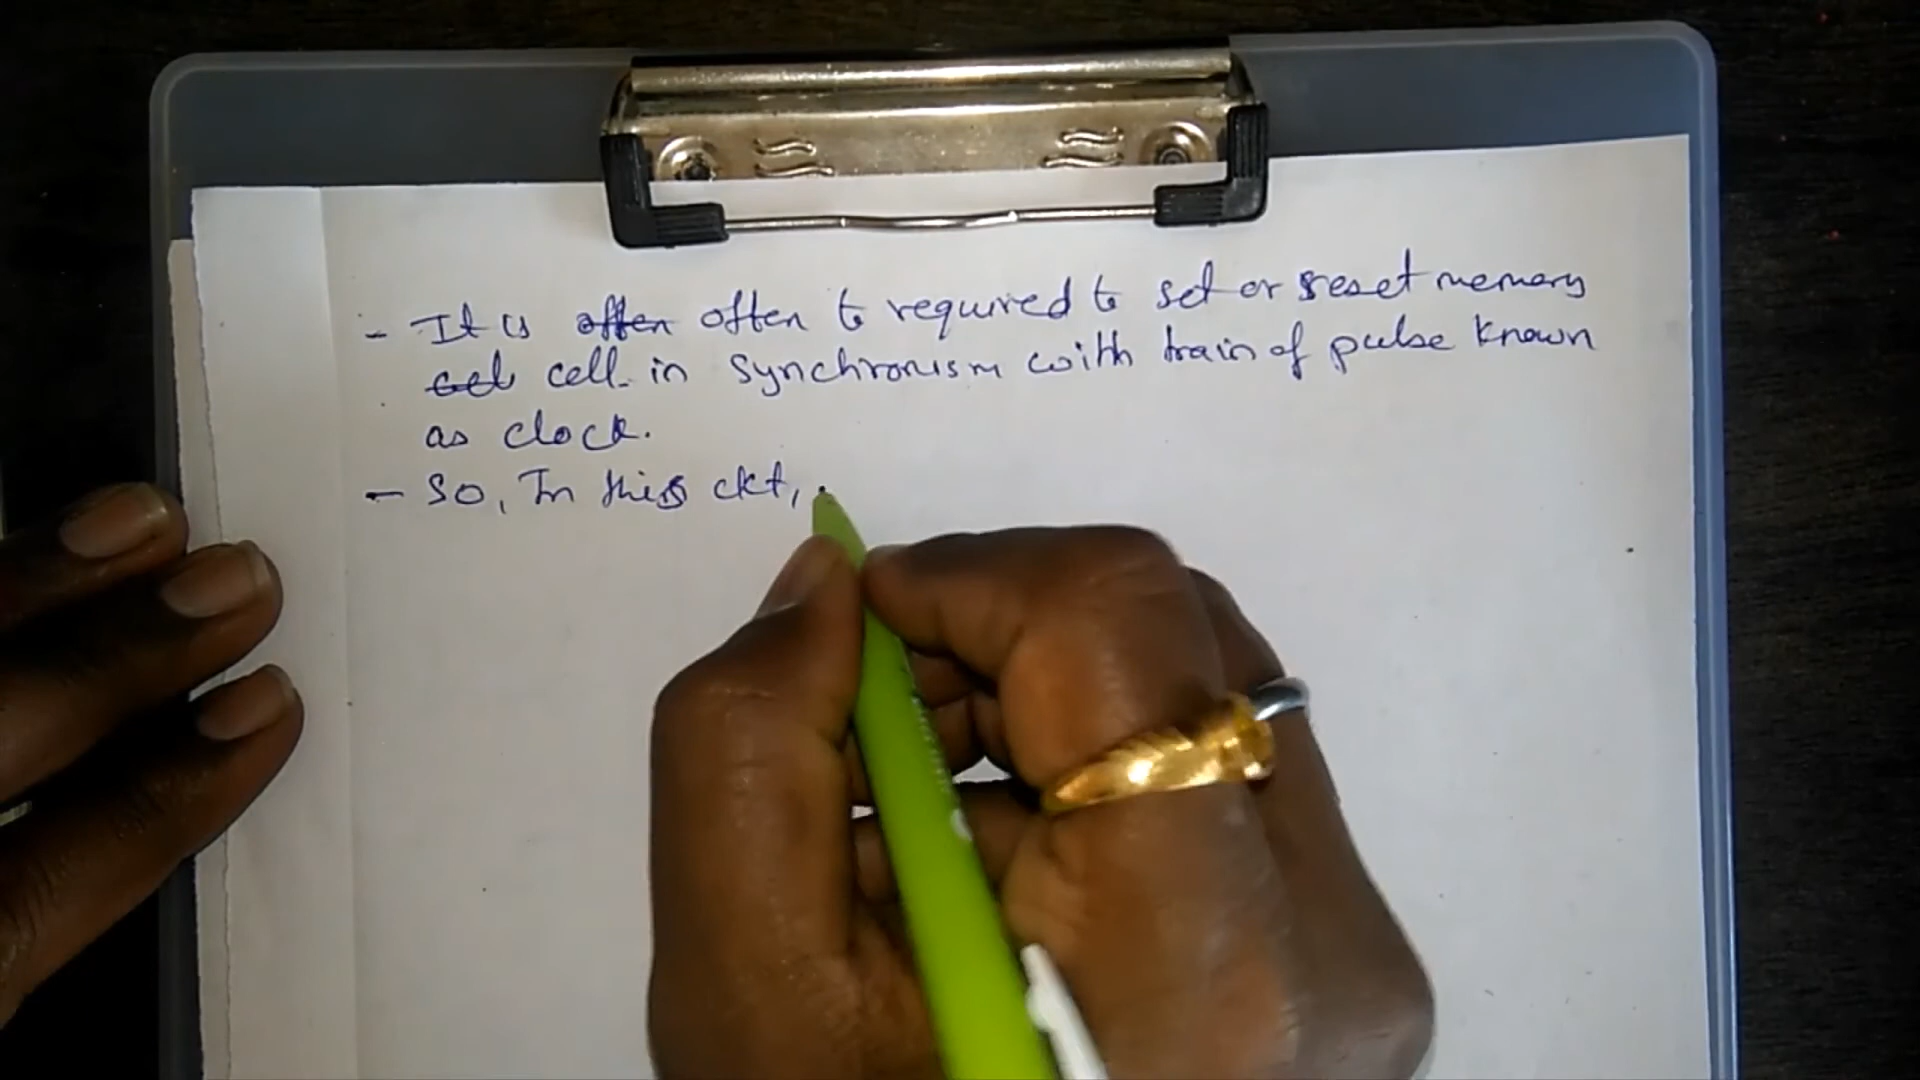 - It is often to required to set or reset memory
cell in synchronism with train of pulse known
as clock.
- So, In this ckt,